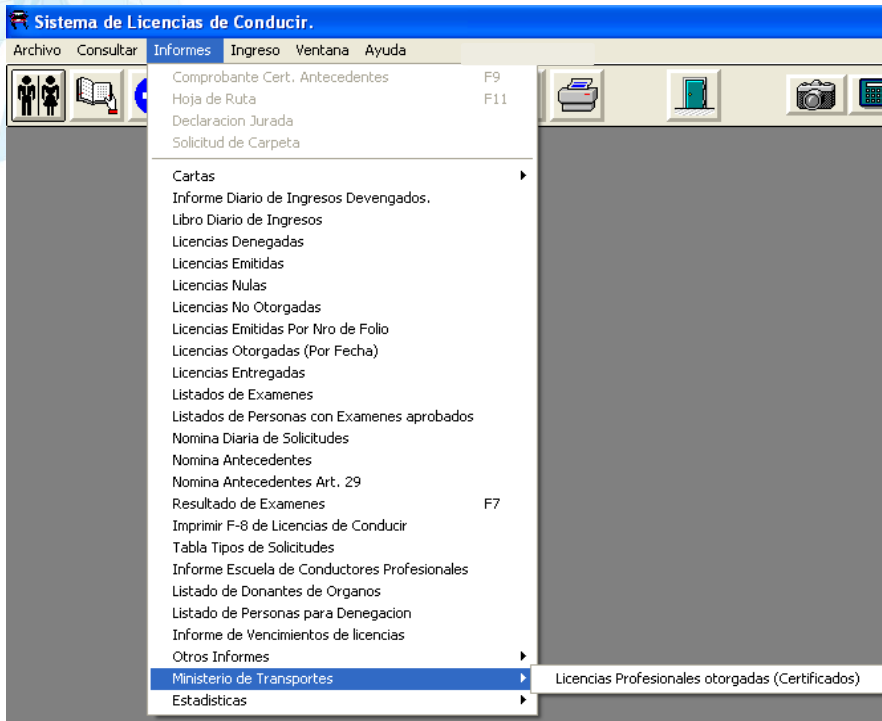 Sistema de Licencias de Conducir.
Archivo Consultar Informes Ingreso Ventana Ayuda
Comprobante Cert. Antecedentes F9
Hoja de Ruta F11
Declaracion Jurada
Solicitud de Carpeta
Cartas
Informe Diario de Ingresos Devengados.
Libro Diario de Ingresos
Licencias Denegadas
Licencias Emitidas
Licencias Nulas
Licencias No Otorgadas
Licencias Emitidas Por Nro de Folio
Licencias Otorgadas (Por Fecha)
Licencias Entregadas
Listados de Examenes
Listados de Personas con Examenes aprobados
Nomina Diaria de Solicitudes
Nomina Antecedentes
Nomina Antecedentes Art. 29
Resultado de Examenes F7
Imprimir F-8 de Licencias de Conducir
Tabla Tipos de Solicitudes
Informe Escuela de Conductores Profesionales
Listado de Donantes de Organos
Listado de Personas para Denegacion
Informe de Vencimientos de licencias
Otros Informes
Ministerio de Transportes Licencias Profesionales otorgadas (Certificados)
Estadisticas